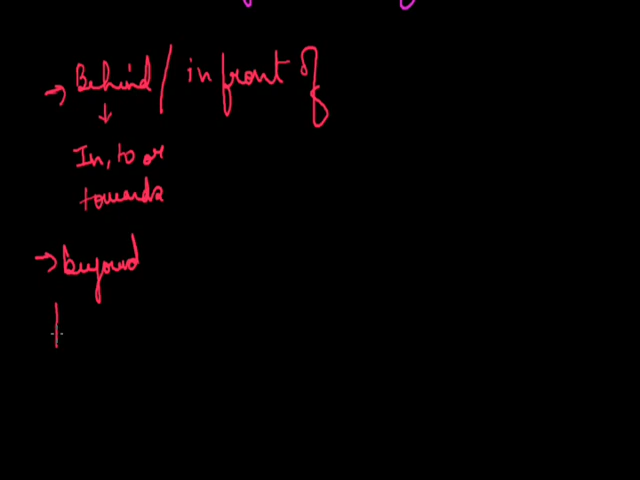 → Behind / in front of
↓
In, to or
towards
→ beyond